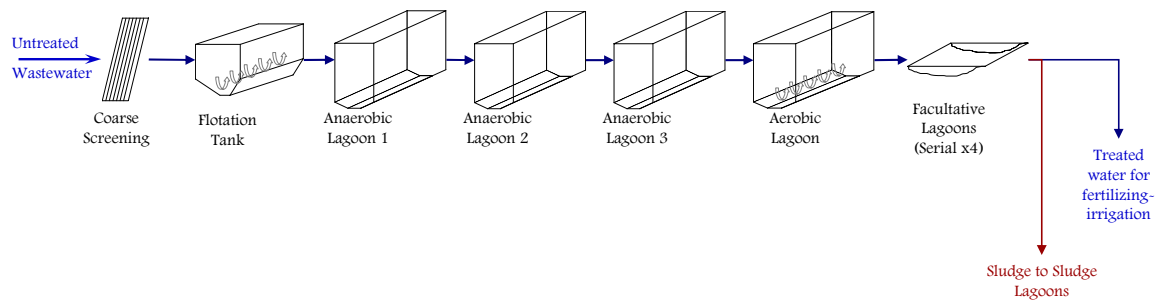 Untreated
Wastewater
Coarse
Screening
Flotation
Tank
Anaerobic
Lagoon 1
Anaerobic
Lagoon 2
Anaerobic
Lagoon 3
Aerobic
Lagoon
Facultative
Lagoons
(Serial x4)
Treated
water for
fertilizing-
irrigation
Sludge to Sludge
Lagoons